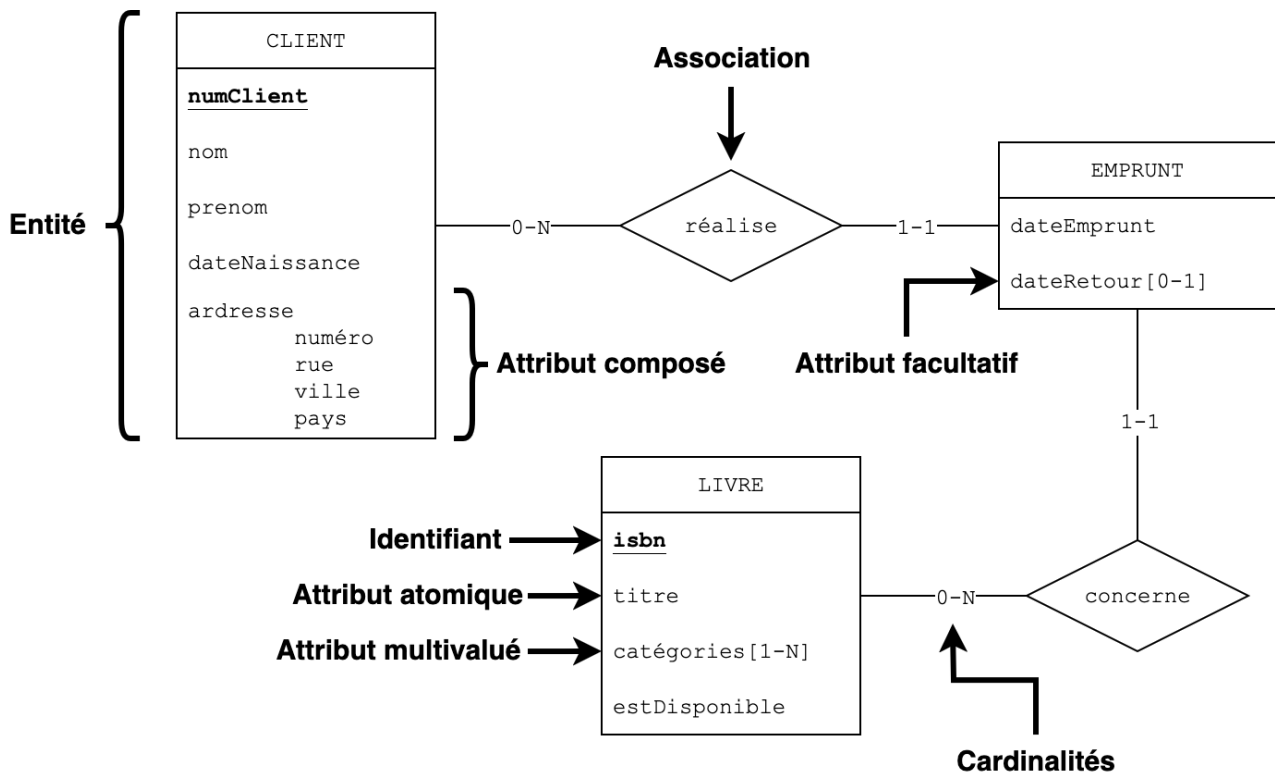 CLIENT
numClient
nom
prenom
dateNaissance
ardresse
numéro
rue
ville
pays
Entité
Attribut composé
Association
0-N
réalise
1-1
EMPRUNT
dateEmprunt
dateRetour[0-1]
Attribut facultatif
1-1
LIVRE
Identifiant
isbn
Attribut atomique
titre
Attribut multivalué
catégories[1-N]
estDisponible
0-N
concerne
Cardinalités